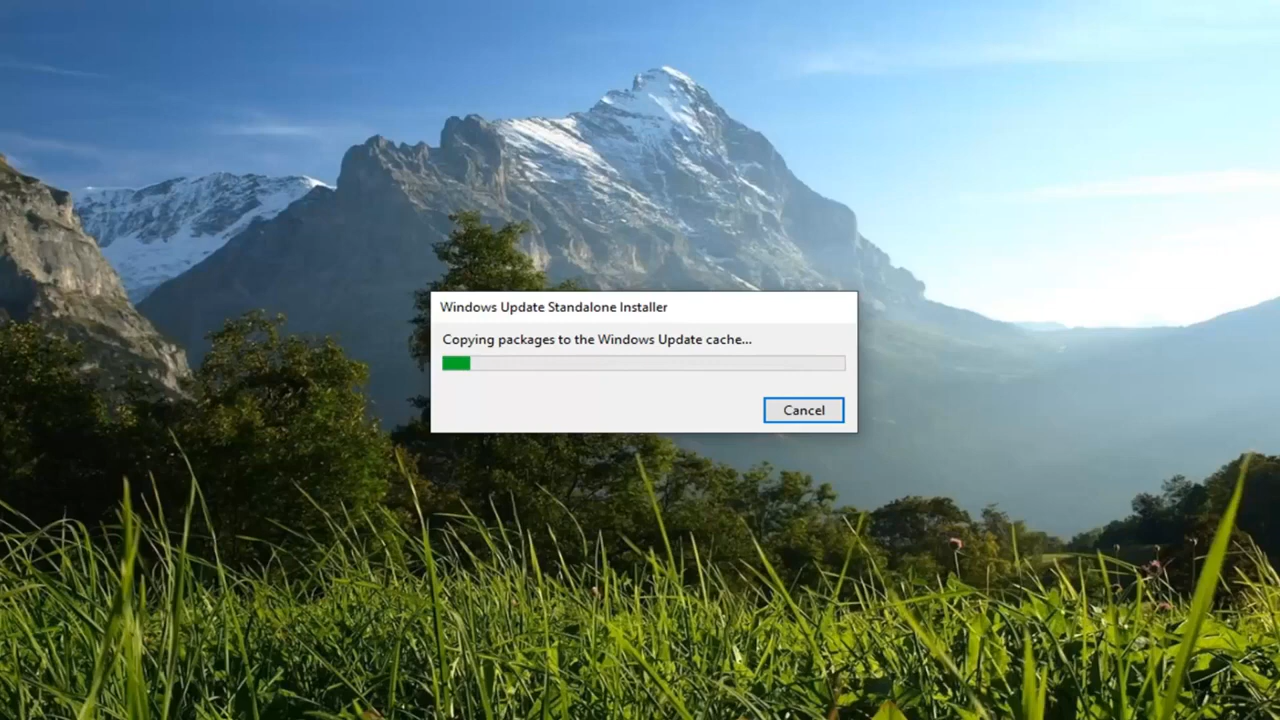 Windows Update Standalone Installer
Copying packages to the Windows Update cache...
Cancel